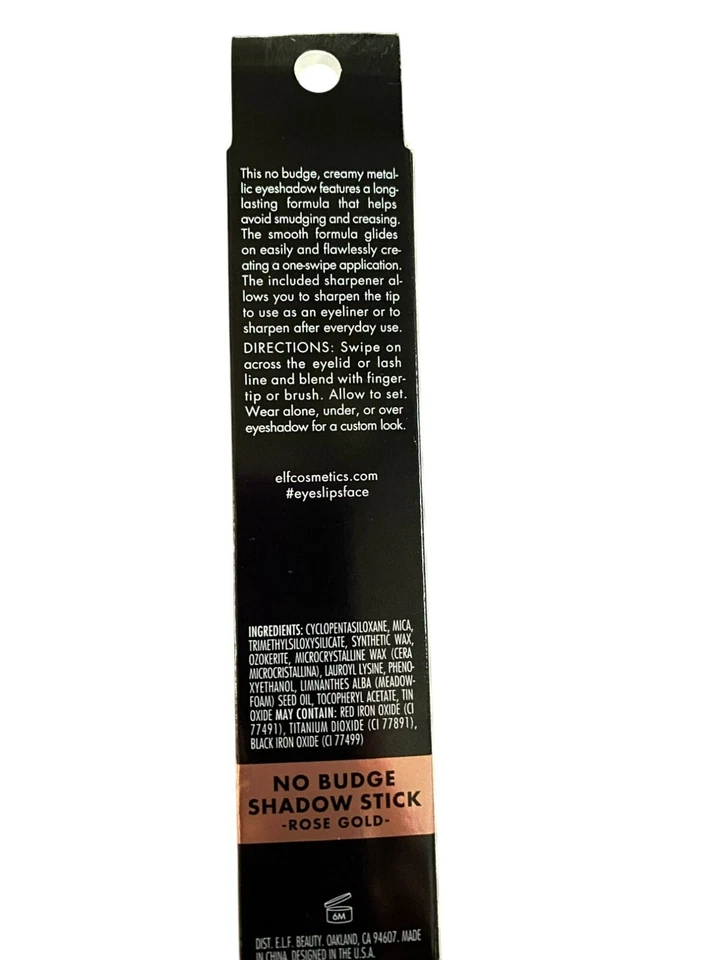 This no budge, creamy metal-
lic eyeshadow features a long-
lasting formula that helps
avoid smudging and creasing.
The smooth formula glides
on easily and flawlessly cre-
ating a one-swipe application.
The included sharpener al-
lows you to sharpen the tip
to use as an eyeliner or to
sharpen after everyday use.
DIRECTIONS: Swipe on
across the eyelid or lash
line and blend with finger-
tip or brush. Allow to set.
Wear alone, under, or over
eyeshadow for a custom look.
elfcosmetics.com
#eyeslipsface
INGREDIENTS: CYCLOPENTASILOXANE, MICA,
TRIMETHYLSILOXYSILICATE, SYNTHETIC WAX,
OZOKERITE, MICROCRYSTALLINE WAX (CERA
MICROCRISTALLINA), LAUROYL LYSINE, PHENO-
XYETHANOL, LIMNANTHES ALBA (MEADOW-
FOAM) SEED OIL, TOCOPHERYL ACETATE, TIN
OXIDE MAY CONTAIN: RED IRON OXIDE (CI
77491), TITANIUM DIOXIDE (CI 77891),
BLACK IRON OXIDE (CI 77499)
NO BUDGE
SHADOW STICK
-ROSE GOLD-
6M
DIST. E.L.F. BEAUTY. OAKLAND, CA 94607. MADE
IN CHINA. DESIGNED IN THE U.S.A.